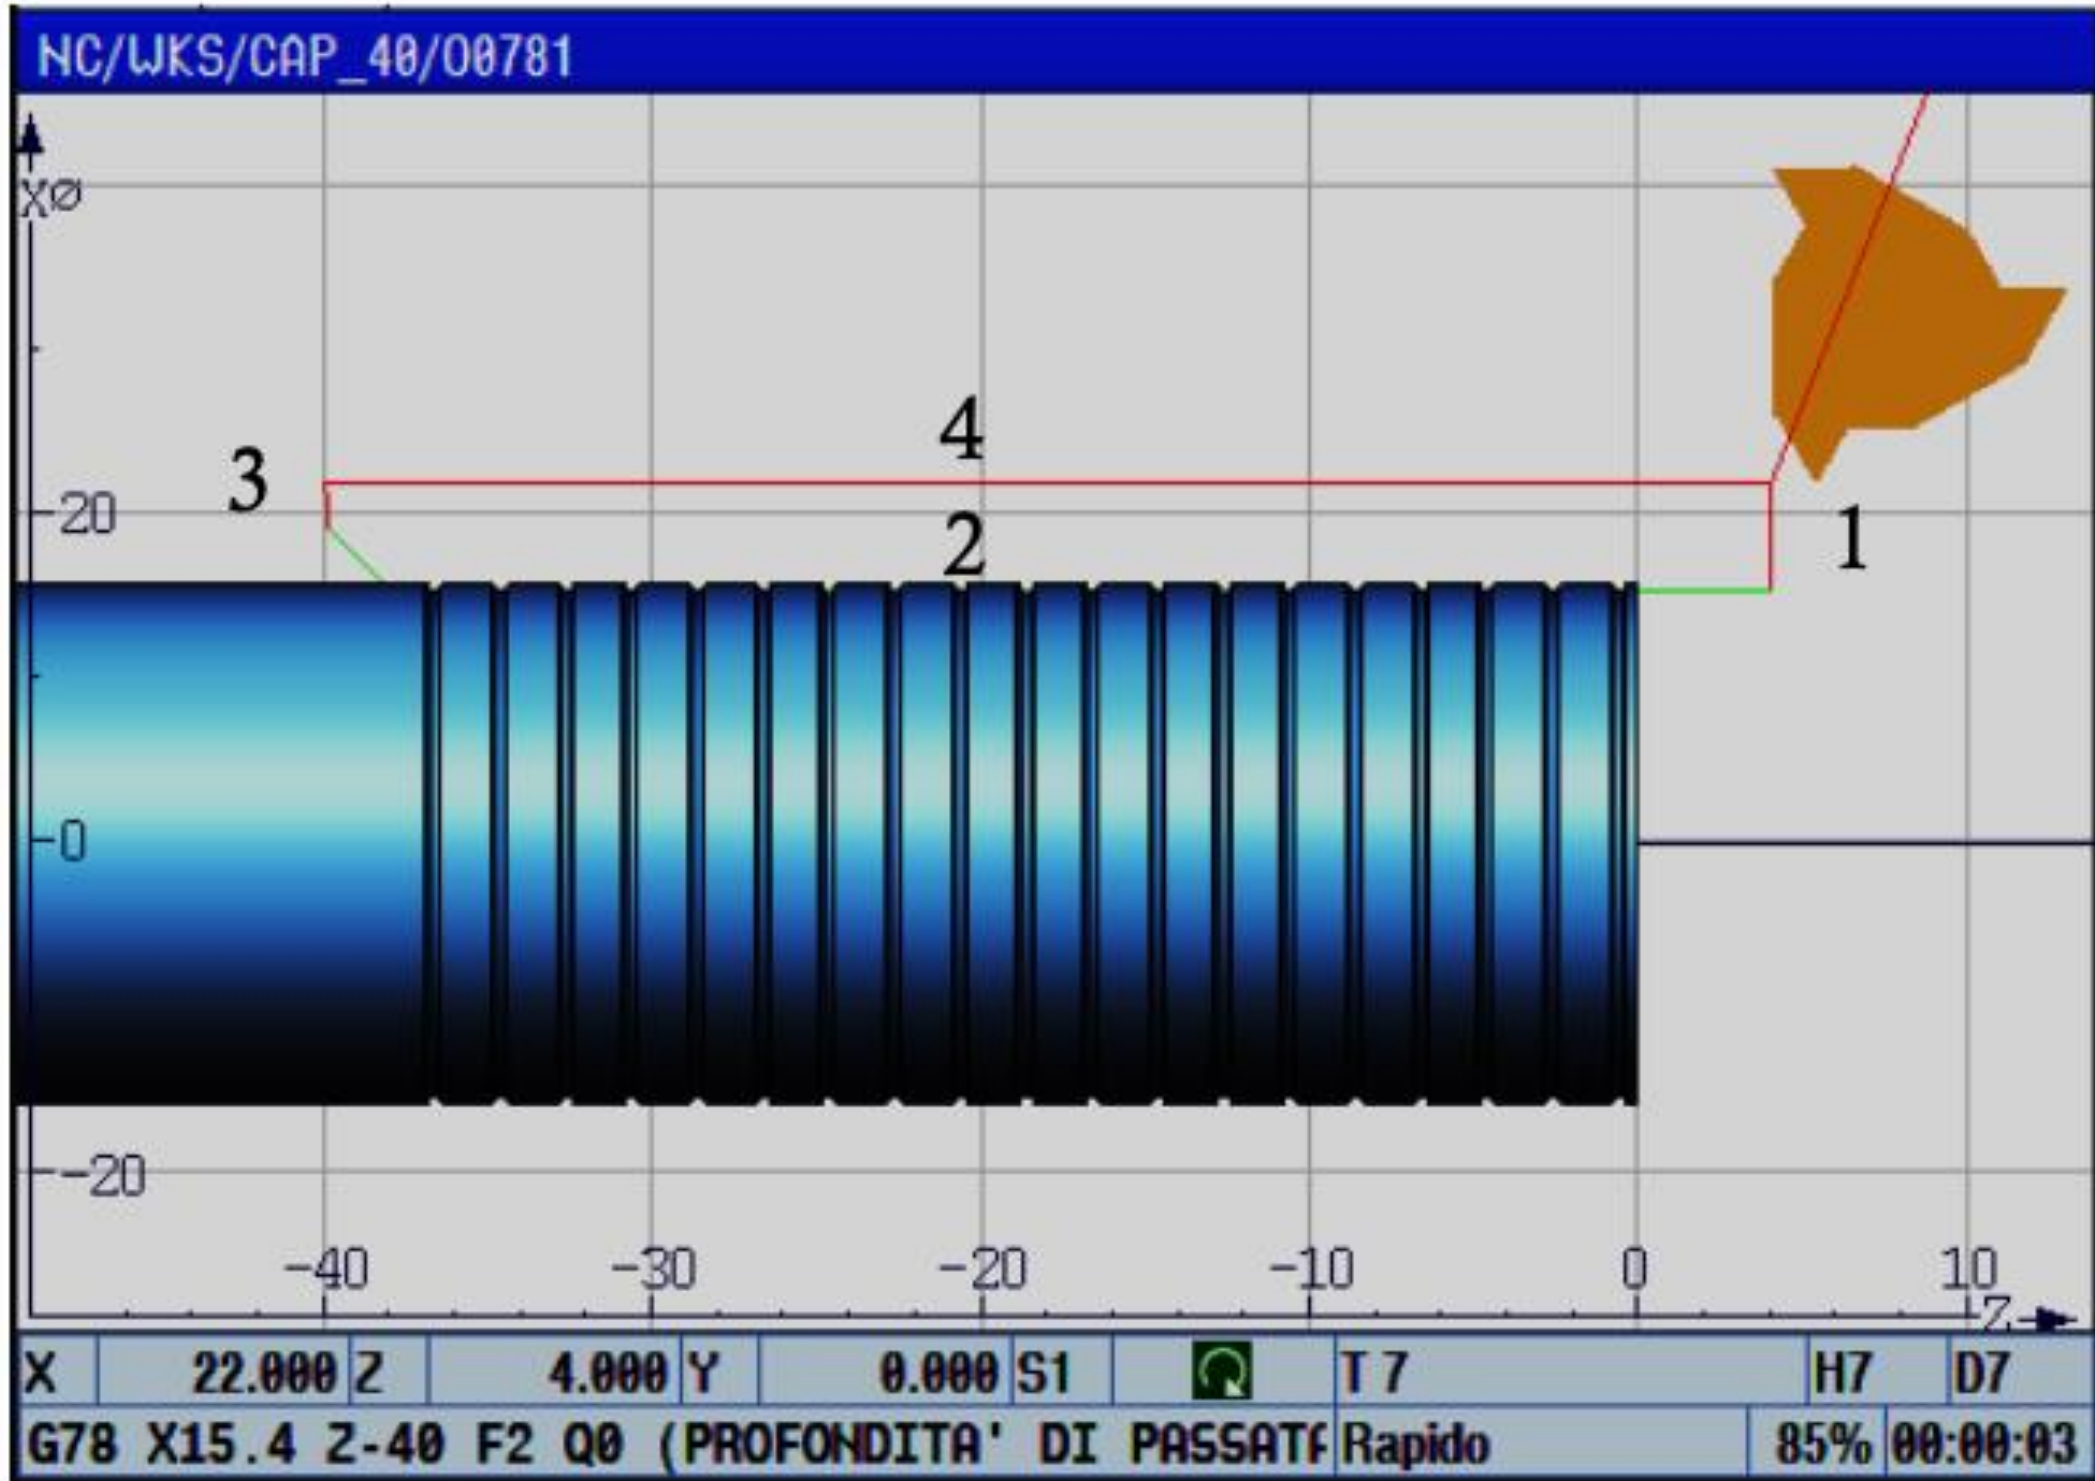 NC/WKS/CAP_40/O0781
XØ
4
3
20
2
1
0
-20
-40 -30 -20 -10 0 10
Z
X 22.000 Z 4.000 Y 0.000 S1 T 7 H7 D7
G78 X15.4 Z-40 F2 Q0 (PROFONDITA' DI PASSATA Rapido 85% 00:00:03